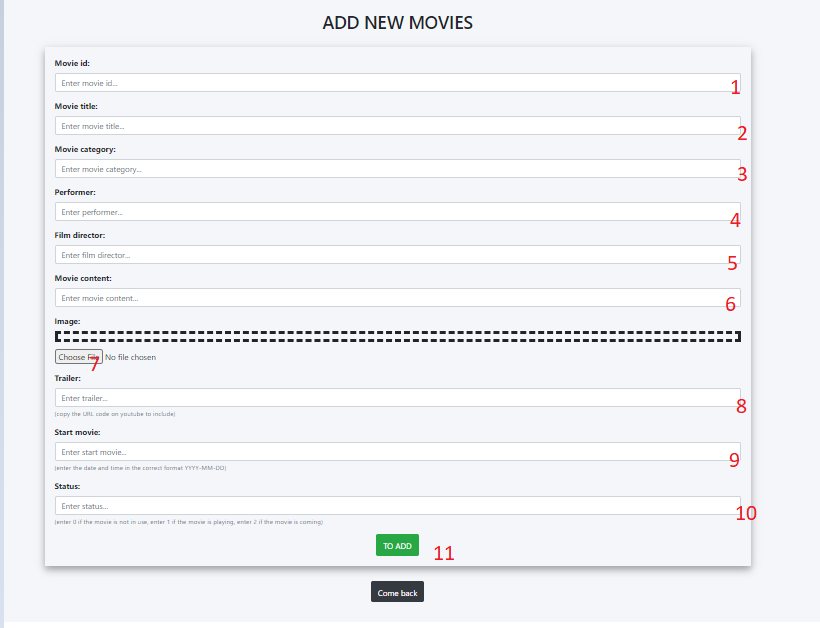 ADD NEW MOVIES
Movie id:
Enter movie id...
1
Movie title:
Enter movie title...
2
Movie category:
Enter movie category...
3
Performer:
Enter performer...
4
Film director:
Enter film director...
5
Movie content:
Enter movie content...
6
Image:
Choose File No file chosen
7
Trailer:
Enter trailer...
8
(copy the URL code on youtube to include)
Start movie:
Enter start movie...
9
(enter the date and time in the correct format YYYY-MM-DD)
Status:
Enter status...
10
(enter 0 if the movie is not in use, enter 1 if the movie is playing, enter 2 if the movie is coming)
TO ADD
11
Come back